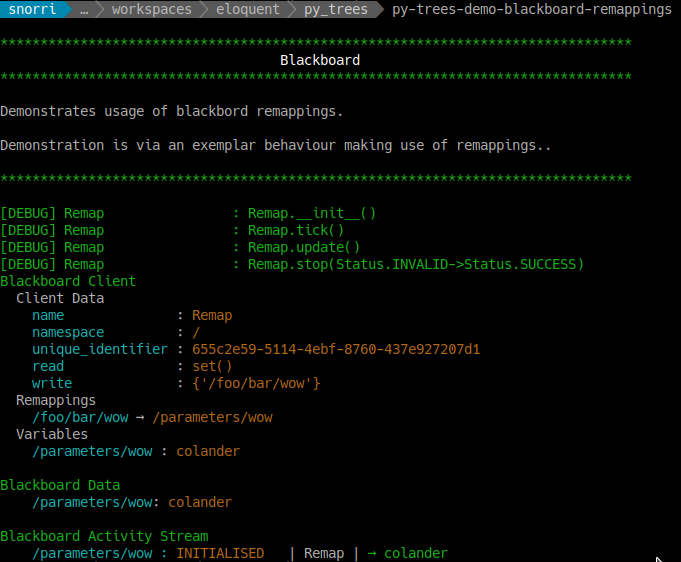 snorri … workspaces eloquent py_trees py-trees-demo-blackboard-remappings
*******************************************************************************
Blackboard
*******************************************************************************
Demonstrates usage of blackbord remappings.
Demonstration is via an exemplar behaviour making use of remappings..
*******************************************************************************
[DEBUG] Remap : Remap.__init__()
[DEBUG] Remap : Remap.tick()
[DEBUG] Remap : Remap.update()
[DEBUG] Remap : Remap.stop(Status.INVALID->Status.SUCCESS)
Blackboard Client
Client Data
name : Remap
namespace : /
unique_identifier : 655c2e59-5114-4ebf-8760-437e927207d1
read : set()
write : {'/foo/bar/wow'}
Remappings
/foo/bar/wow → /parameters/wow
Variables
/parameters/wow : colander
Blackboard Data
/parameters/wow: colander
Blackboard Activity Stream
/parameters/wow : INITIALISED | Remap | → colander